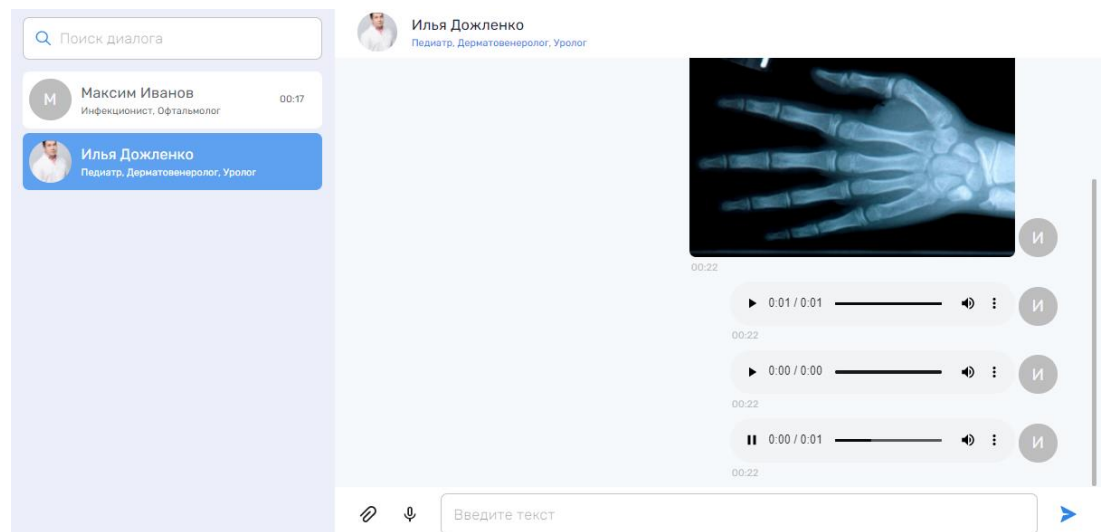 Поиск диалога
М
Максим Иванов
Инфекционист, Офтальмолог
00:17
Илья Дожленко
Педиатр, Дерматовенеролог, Уролог
Илья Дожленко
Педиатр, Дерматовенеролог, Уролог
И
00:22
0:01 / 0:01
И
00:22
0:00 / 0:00
И
00:22
0:00 / 0:01
И
00:22
Введите текст